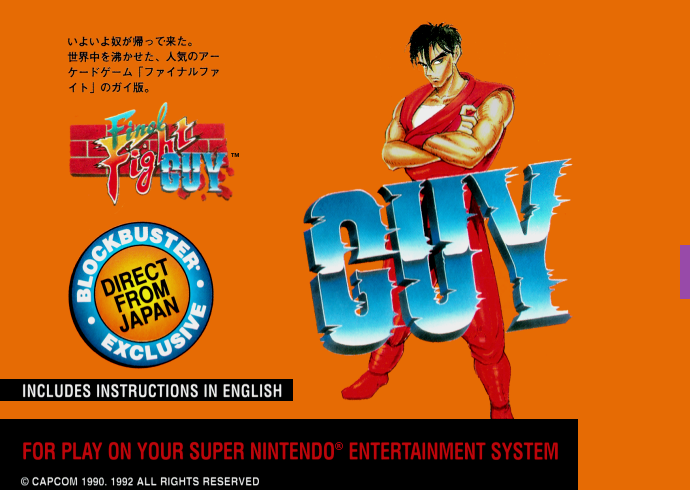 いよいよ奴が帰って来た。
世界中を沸かせた、人気のアー
ケードゲーム「ファイナルファ
イト」のガイ版。
Final
Fight
GUY™
GUY
BLOCKBUSTER®
DIRECT
FROM
JAPAN
EXCLUSIVE
INCLUDES INSTRUCTIONS IN ENGLISH
FOR PLAY ON YOUR SUPER NINTENDO® ENTERTAINMENT SYSTEM
© CAPCOM 1990. 1992 ALL RIGHTS RESERVED